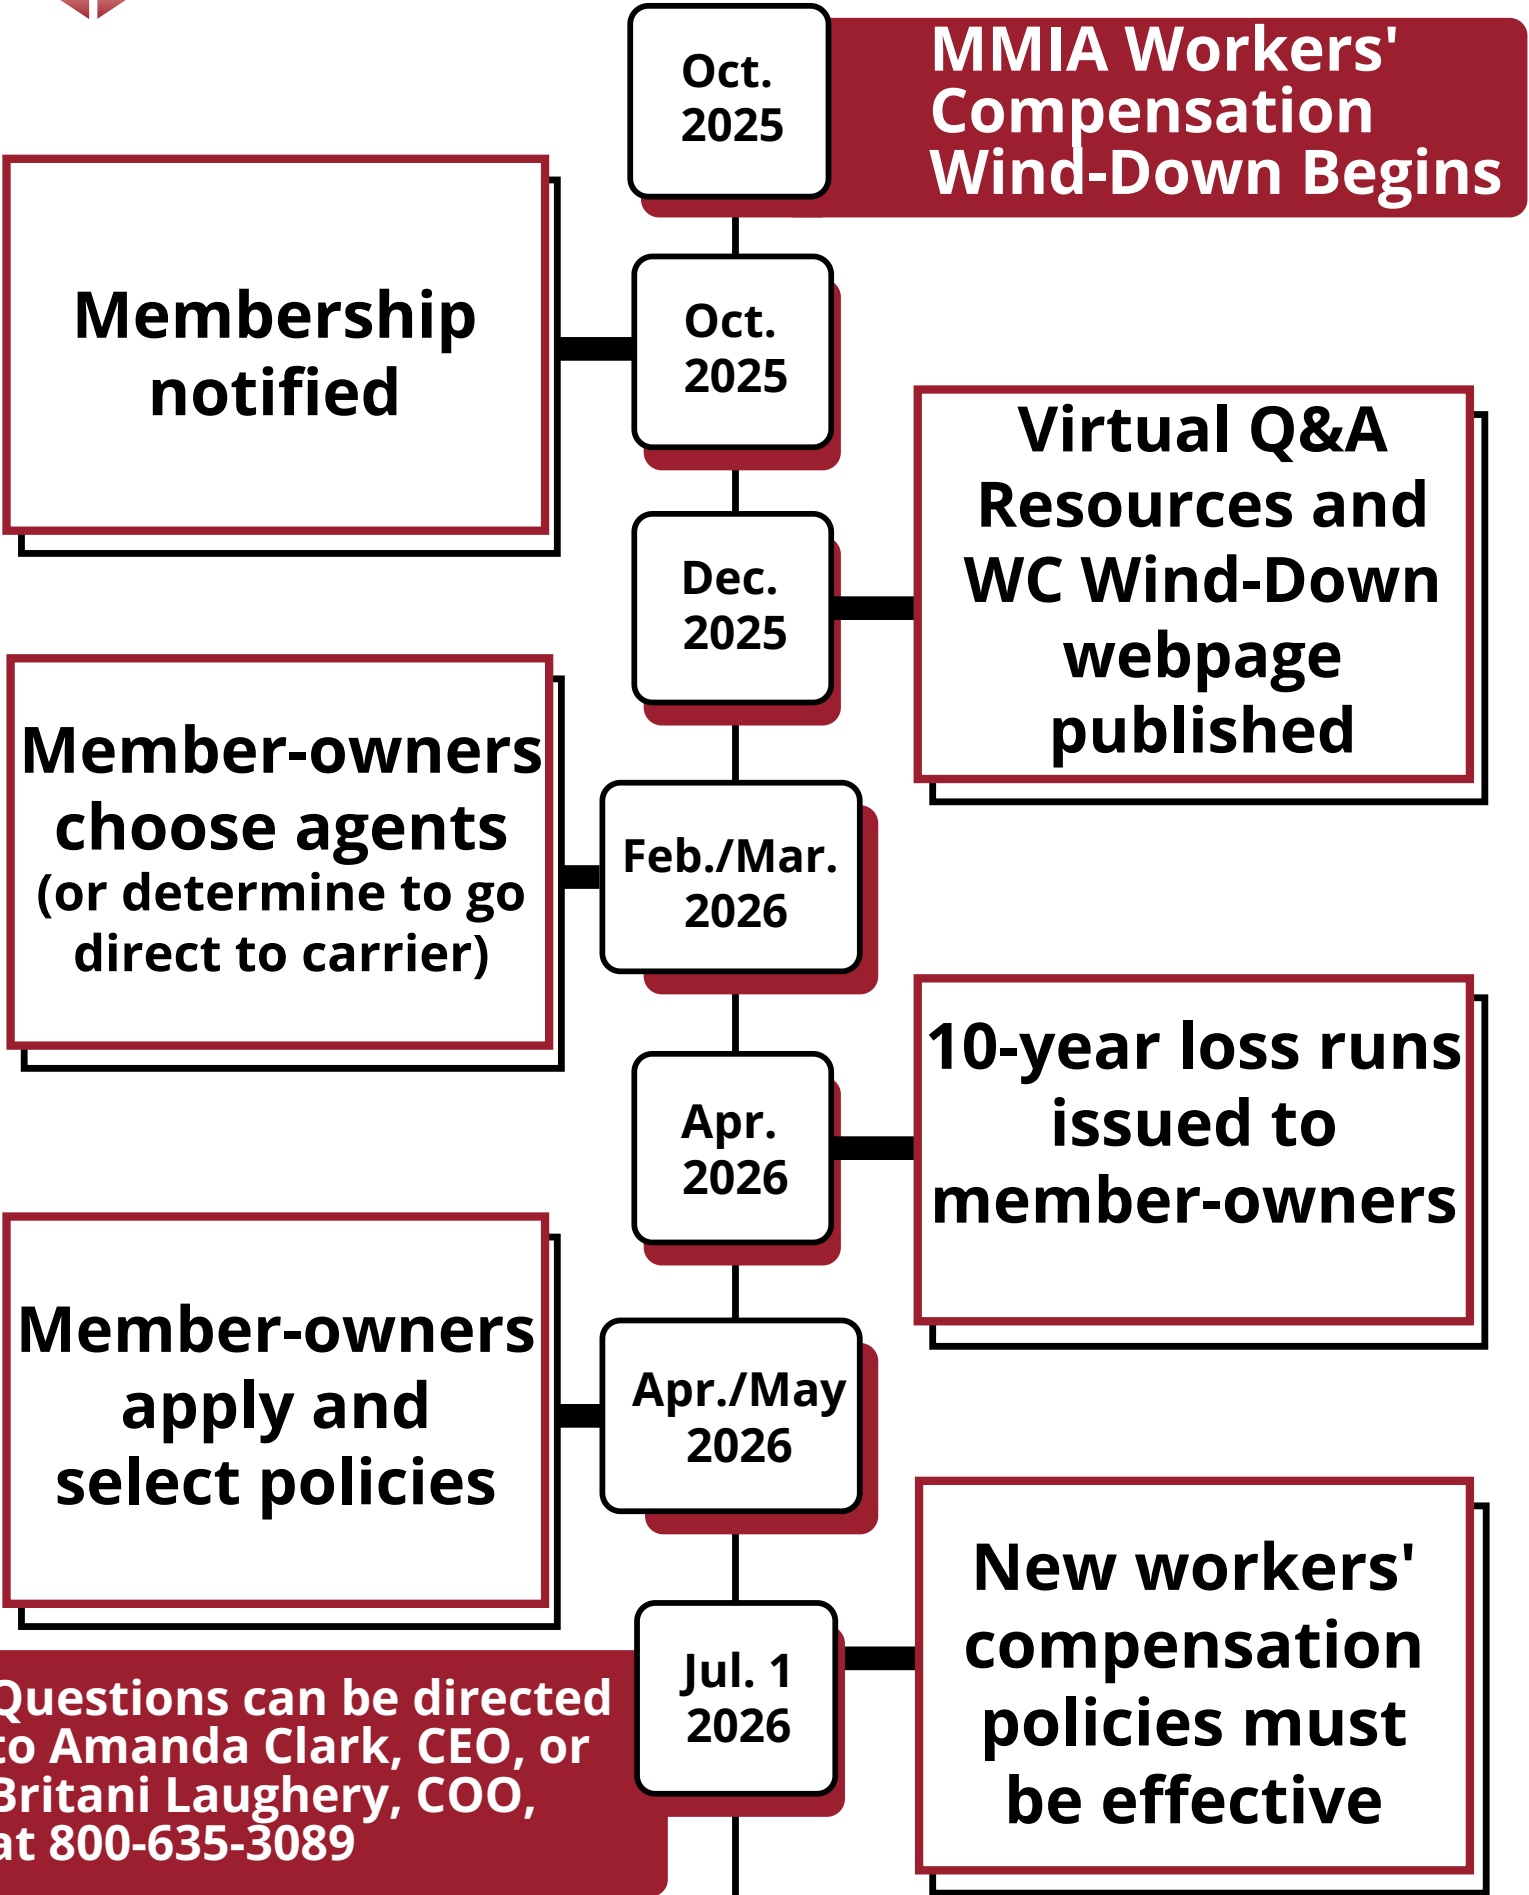 Oct.
2025
MMIA Workers'
Compensation
Wind-Down Begins
Membership
notified
Oct.
2025
Dec.
2025
Virtual Q&A
Resources and
WC Wind-Down
webpage
published
Member-owners
choose agents
(or determine to go
direct to carrier)
Feb./Mar.
2026
Apr.
2026
10-year loss runs
issued to
member-owners
Member-owners
apply and
select policies
Apr./May
2026
Jul. 1
2026
New workers'
compensation
policies must
be effective
Questions can be directed
to Amanda Clark, CEO, or
Britani Laughery, COO,
at 800-635-3089